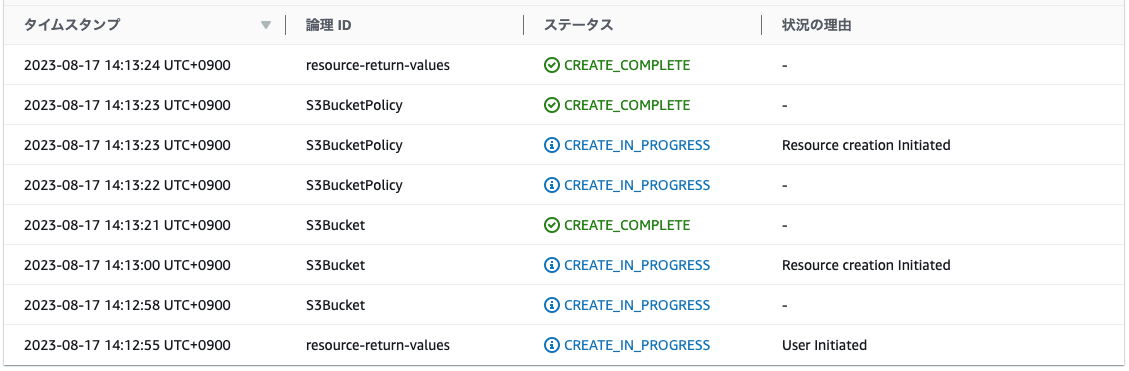 タイムスタンプ 論理 ID ステータス 状況の理由
2023-08-17 14:13:24 UTC+0900 resource-return-values CREATE_COMPLETE -
2023-08-17 14:13:23 UTC+0900 S3BucketPolicy CREATE_COMPLETE -
2023-08-17 14:13:23 UTC+0900 S3BucketPolicy CREATE_IN_PROGRESS Resource creation Initiated
2023-08-17 14:13:22 UTC+0900 S3BucketPolicy CREATE_IN_PROGRESS -
2023-08-17 14:13:21 UTC+0900 S3Bucket CREATE_COMPLETE -
2023-08-17 14:13:00 UTC+0900 S3Bucket CREATE_IN_PROGRESS Resource creation Initiated
2023-08-17 14:12:58 UTC+0900 S3Bucket CREATE_IN_PROGRESS -
2023-08-17 14:12:55 UTC+0900 resource-return-values CREATE_IN_PROGRESS User Initiated